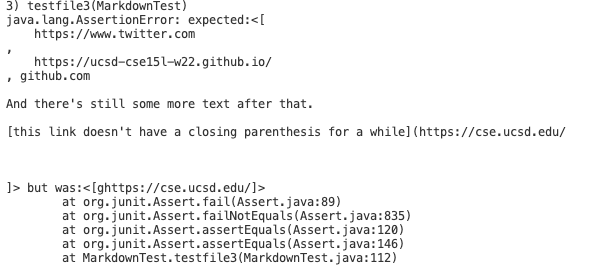 3) testfile3(MarkdownTest)
java.lang.AssertionError: expected:<[
    https://www.twitter.com
,
    https://ucsd-cse15l-w22.github.io/
, github.com

And there's still some more text after that.

[this link doesn't have a closing parenthesis for a while](https://cse.ucsd.edu/



]> but was:<[ghttps://cse.ucsd.edu/]>
        at org.junit.Assert.fail(Assert.java:89)
        at org.junit.Assert.failNotEquals(Assert.java:835)
        at org.junit.Assert.assertEquals(Assert.java:120)
        at org.junit.Assert.assertEquals(Assert.java:146)
        at MarkdownTest.testfile3(MarkdownTest.java:112)